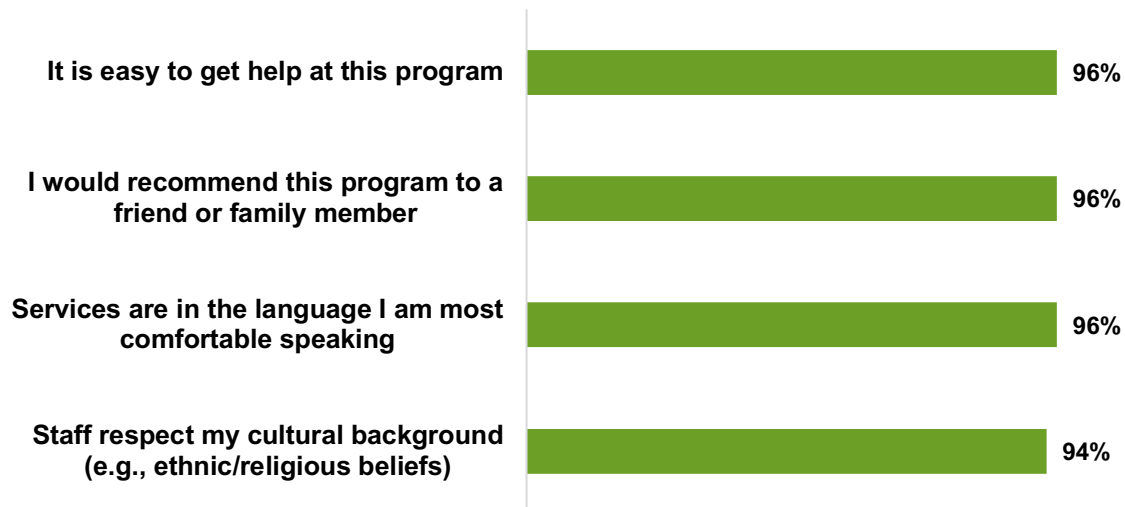 It is easy to get help at this program
96%
I would recommend this program to a
friend or family member
96%
Services are in the language I am most
comfortable speaking
96%
Staff respect my cultural background
(e.g., ethnic/religious beliefs)
94%